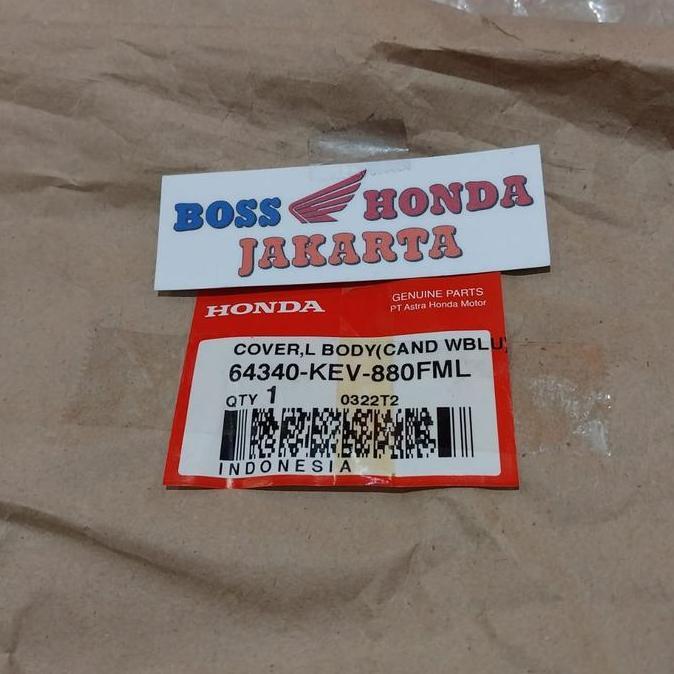 BOSS HONDA
JAKARTA
HONDA
GENUINE PARTS
PT Astra Honda Motor
COVER,L BODY(CAND WBLU)
64340-KEV-880FML
QTY 1 0322T2
INDONESIA